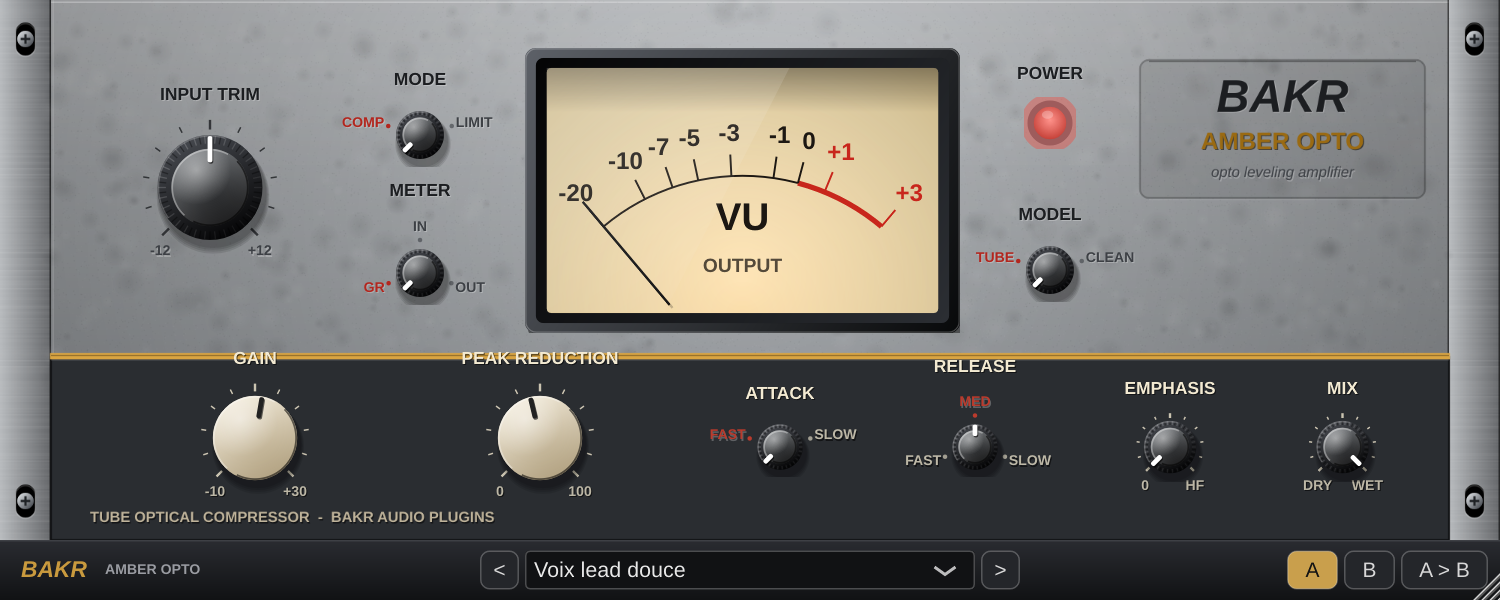 INPUT TRIM
-12 +12
MODE
COMP LIMIT
METER
IN
GR OUT
-20 -10 -7 -5 -3 -1 0 +1 +3
VU
OUTPUT
POWER
MODEL
TUBE CLEAN
BAKR
AMBER OPTO
opto leveling amplifier
GAIN
-10 +30
PEAK REDUCTION
0 100
ATTACK
FAST SLOW
RELEASE
MED
FAST SLOW
EMPHASIS
0 HF
MIX
DRY WET
TUBE OPTICAL COMPRESSOR - BAKR AUDIO PLUGINS
BAKR AMBER OPTO
< Voix lead douce >
A B A > B